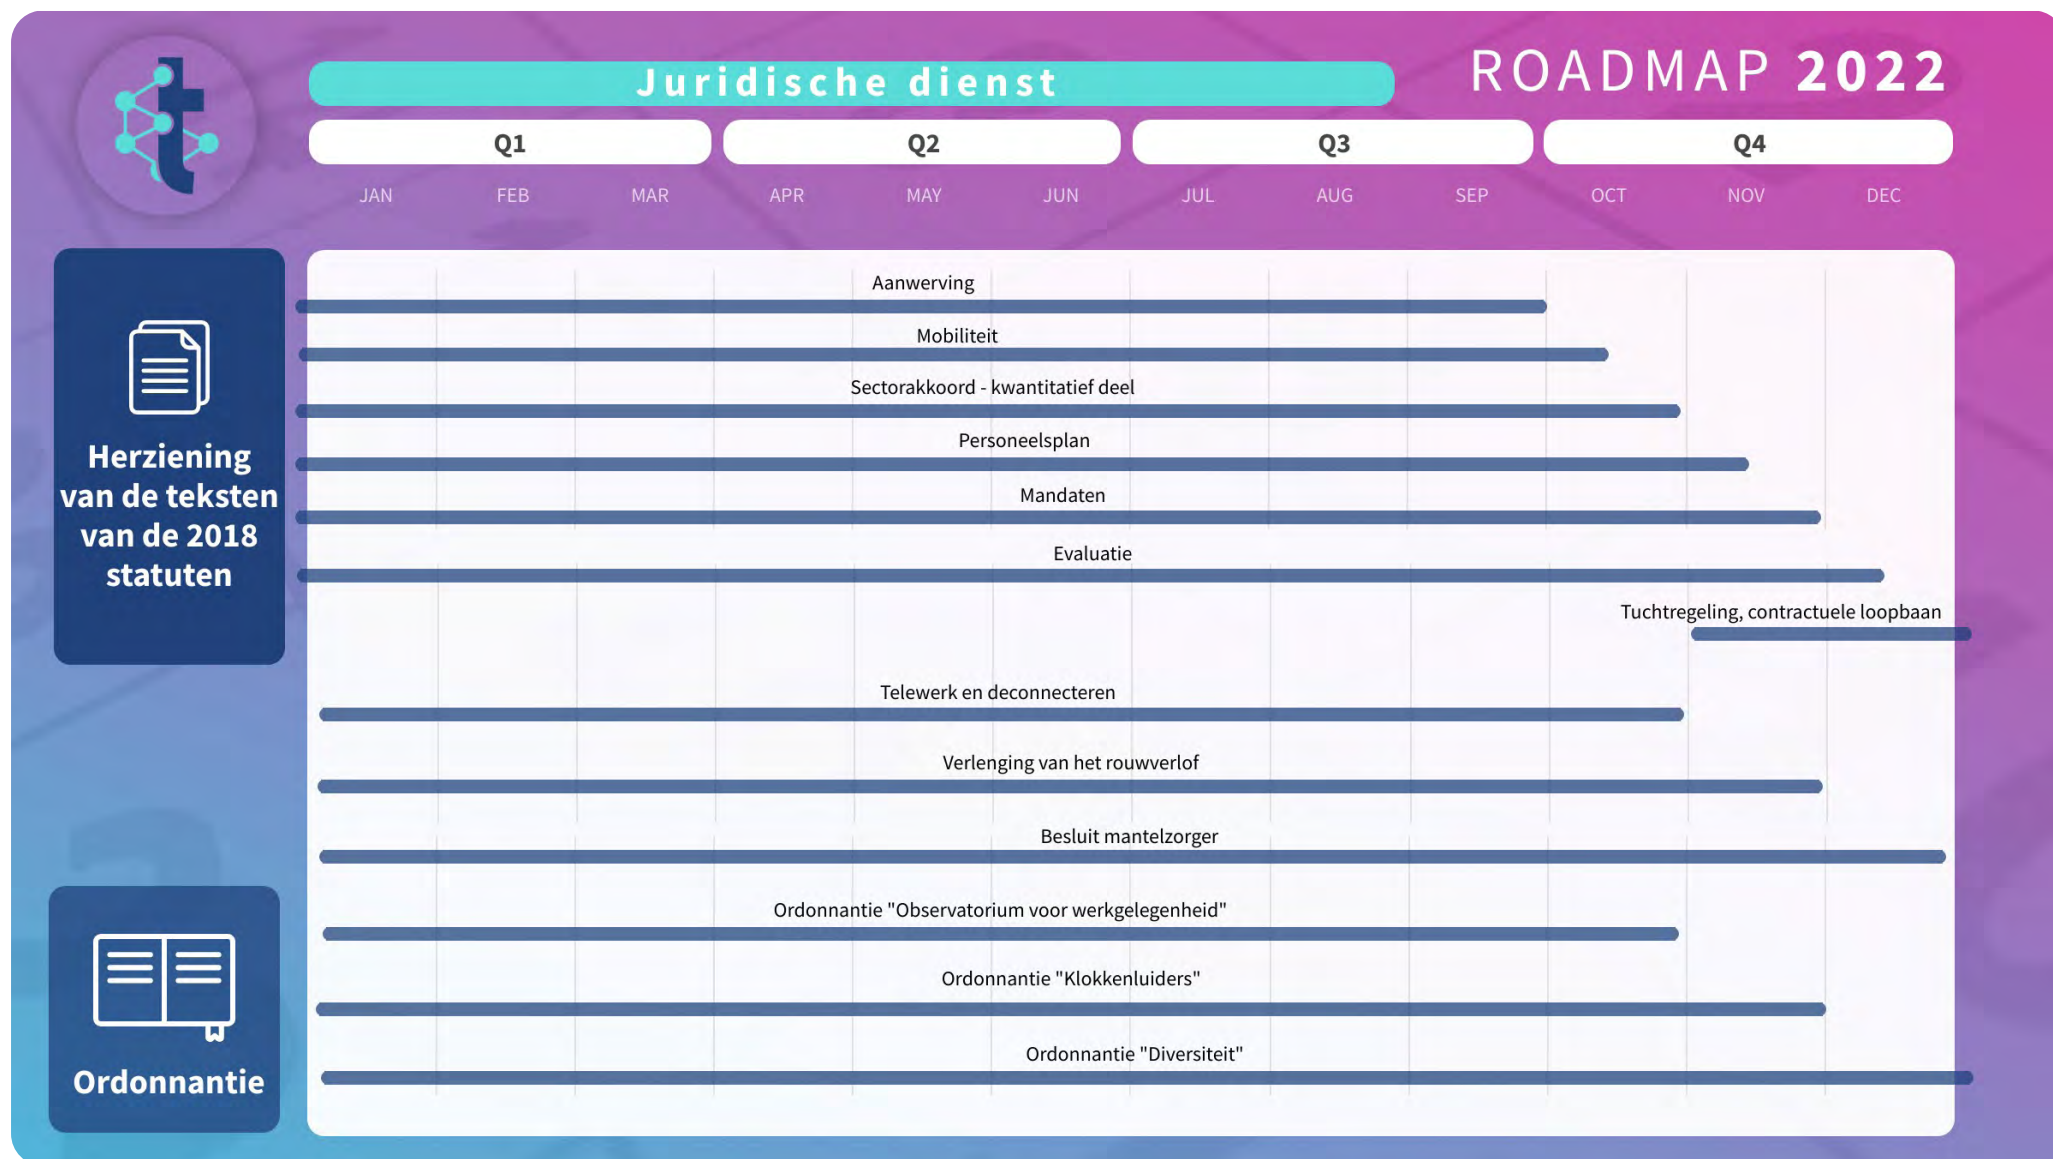 Juridische dienst
ROADMAP 2022
Q1 Q2 Q3 Q4
JAN FEB MAR APR MAY JUN JUL AUG SEP OCT NOV DEC
Herziening
van de teksten
van de 2018
statuten
Aanwerving
Mobiliteit
Sectorakkoord - kwantitatief deel
Personeelsplan
Mandaten
Evaluatie
Tuchtregeling, contractuele loopbaan
Telewerk en deconnecteren
Verlenging van het rouwverlof
Besluit mantelzorger
Ordonnantie
Ordonnantie "Observatorium voor werkgelegenheid"
Ordonnantie "Klokkenluiders"
Ordonnantie "Diversiteit"